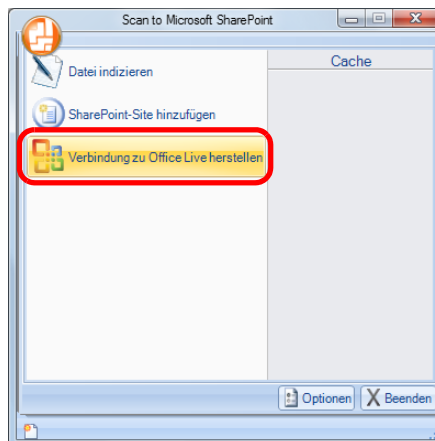 Scan to Microsoft SharePoint
Datei indizieren
Cache
SharePoint-Site hinzufügen
Verbindung zu Office Live herstellen
Optionen
Beenden